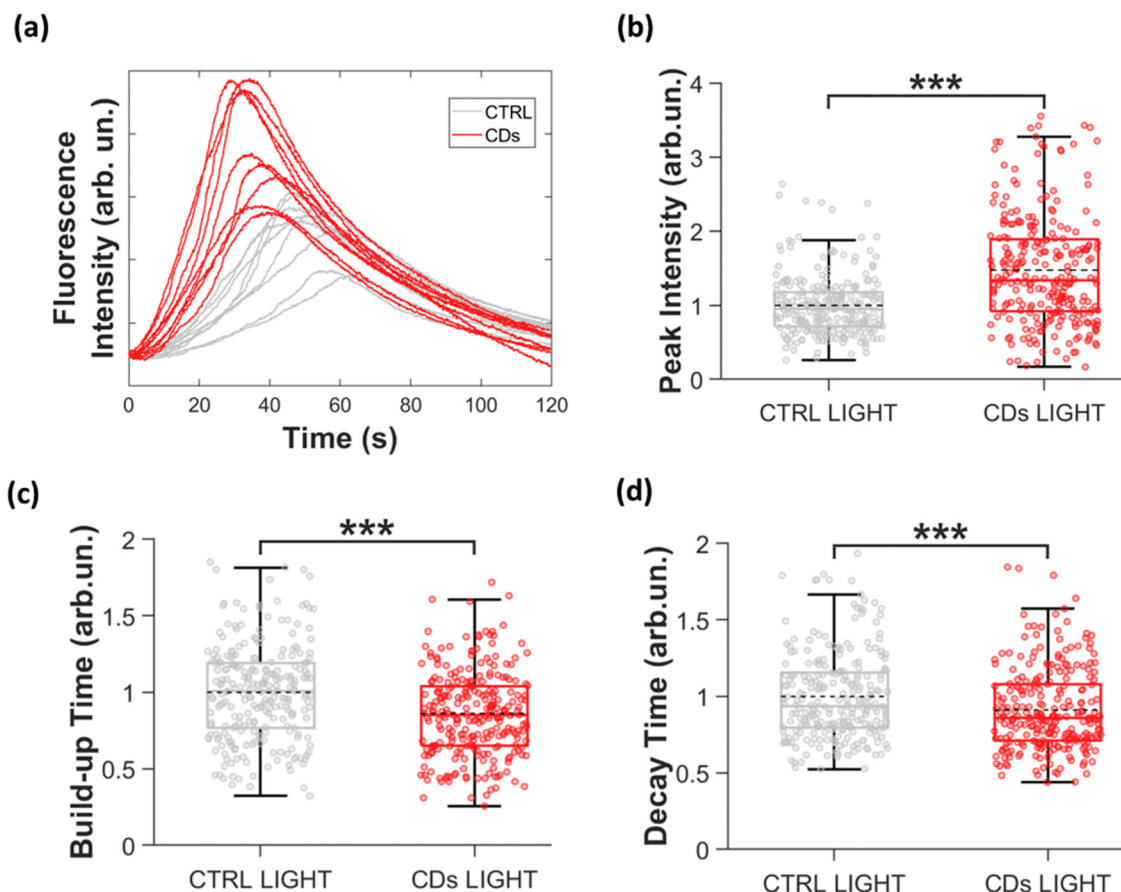 (a)
Fluorescence
Intensity (arb. un.)
CTRL
CDs
0 20 40 60 80 100 120
Time (s)
(b)
Peak Intensity (arb.un.)
4
3
2
1
0
***
CTRL LIGHT CDs LIGHT
(c)
Build-up Time (arb.un.)
2
1.5
1
0.5
0
***
CTRL LIGHT CDs LIGHT
(d)
Decay Time (arb.un.)
2
1.5
1
0.5
0
***
CTRL LIGHT CDs LIGHT